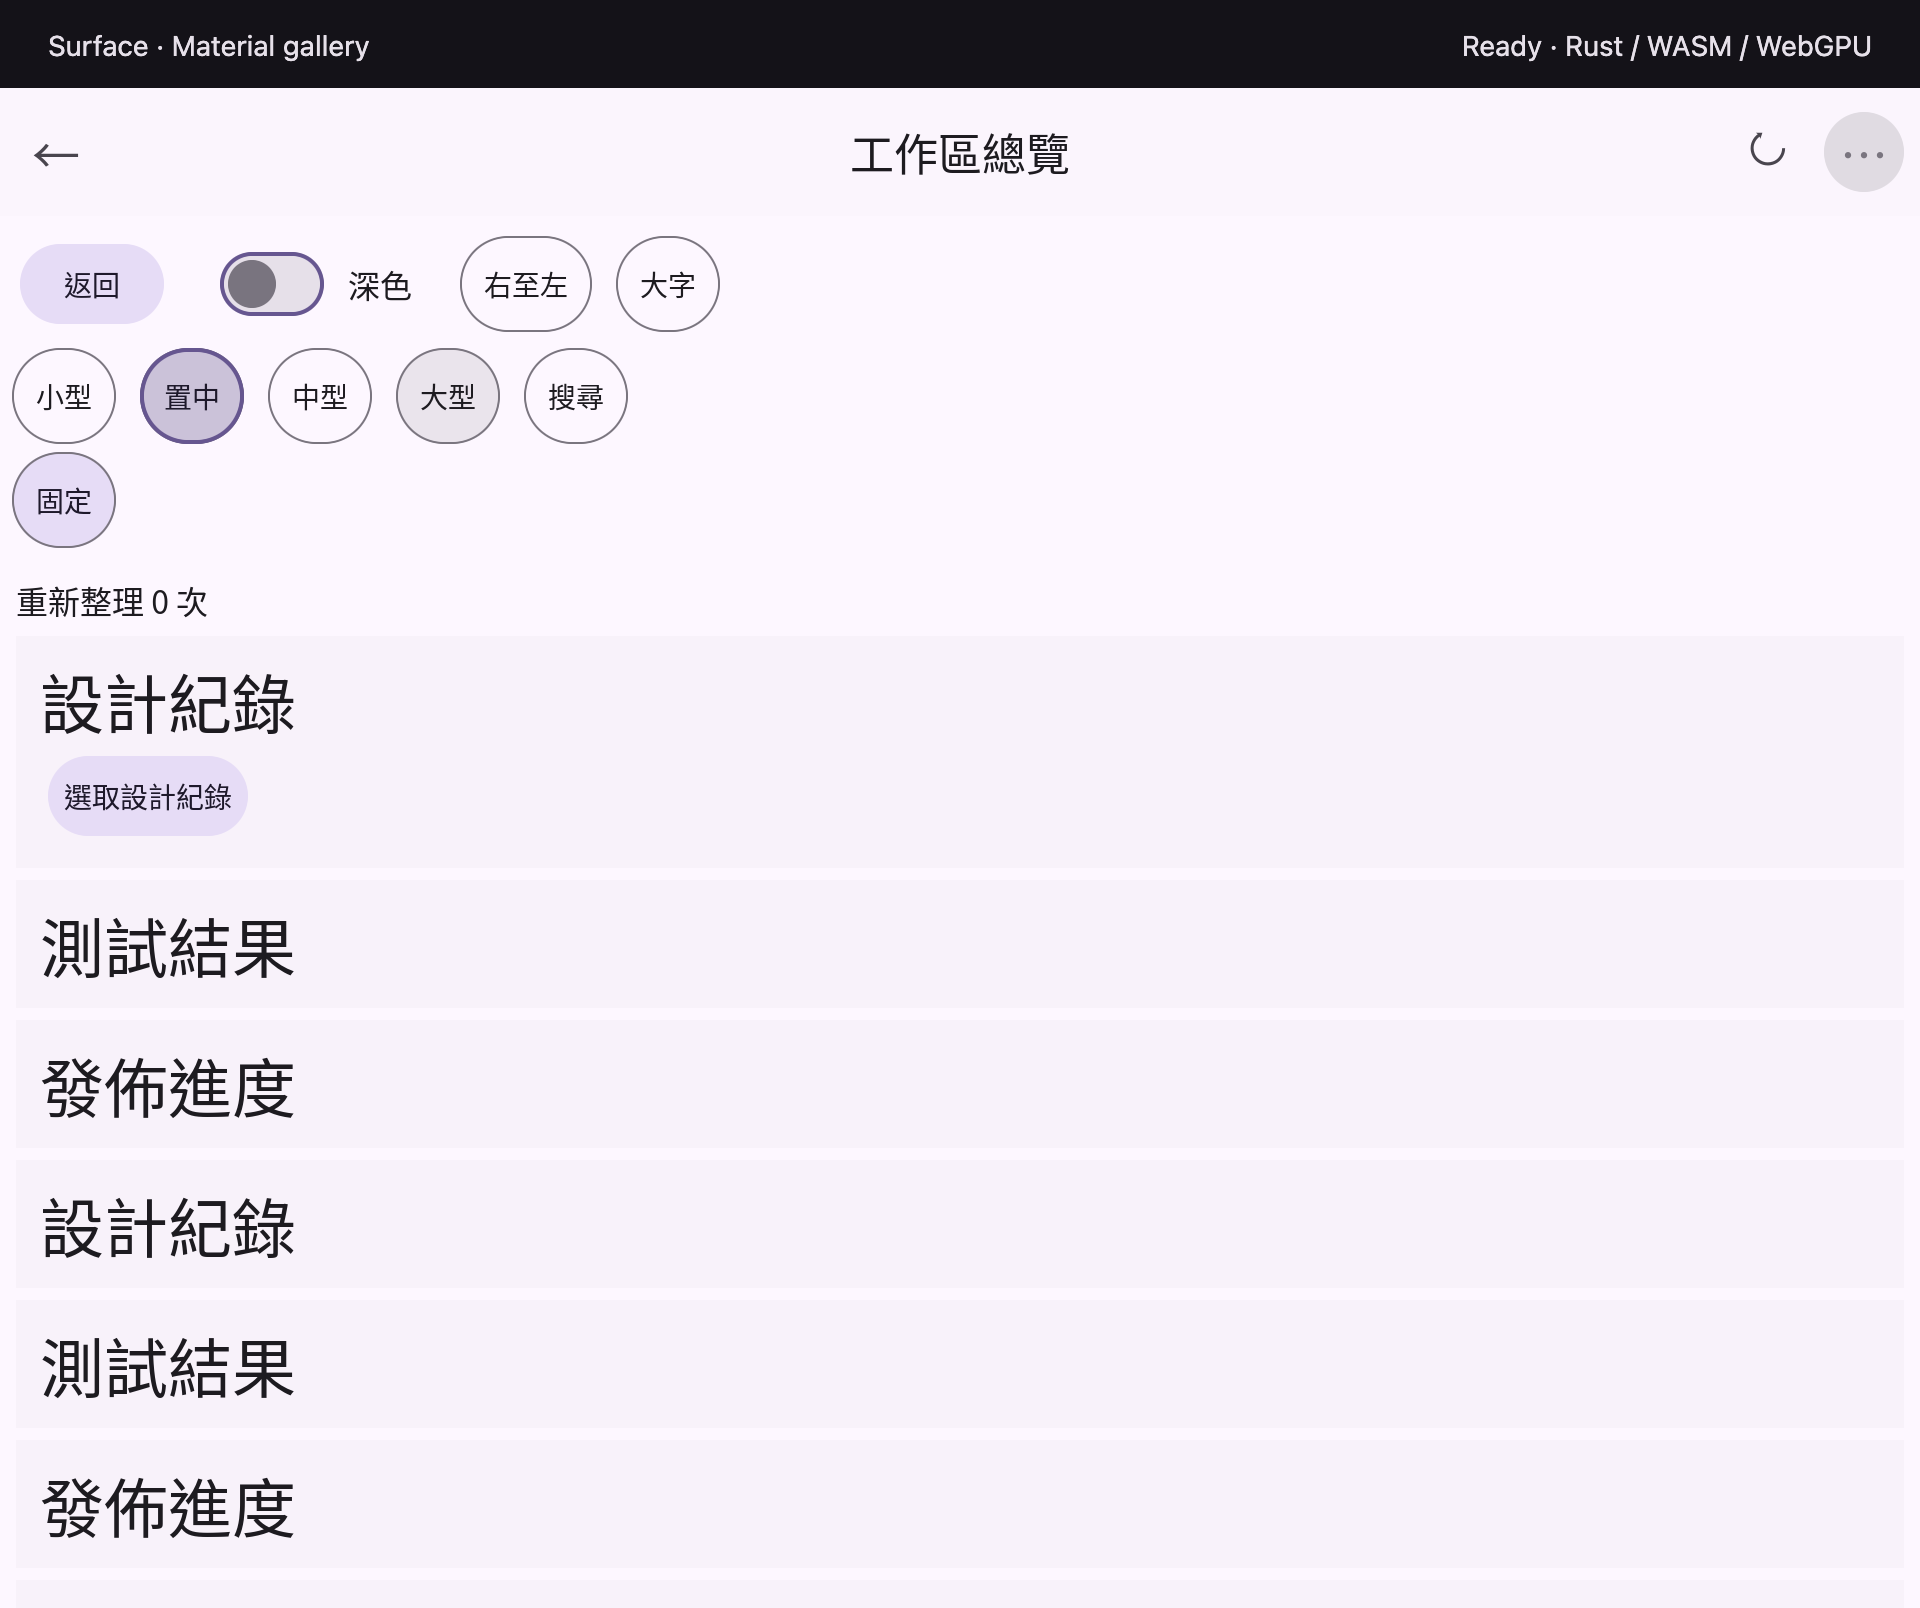 Surface · Material gallery
Ready · Rust / WASM / WebGPU
工作區總覽
返回 深色 右至左 大字
小型 置中 中型 大型 搜尋
固定
重新整理 0 次
設計紀錄
選取設計紀錄
測試結果
發佈進度
設計紀錄
測試結果
發佈進度